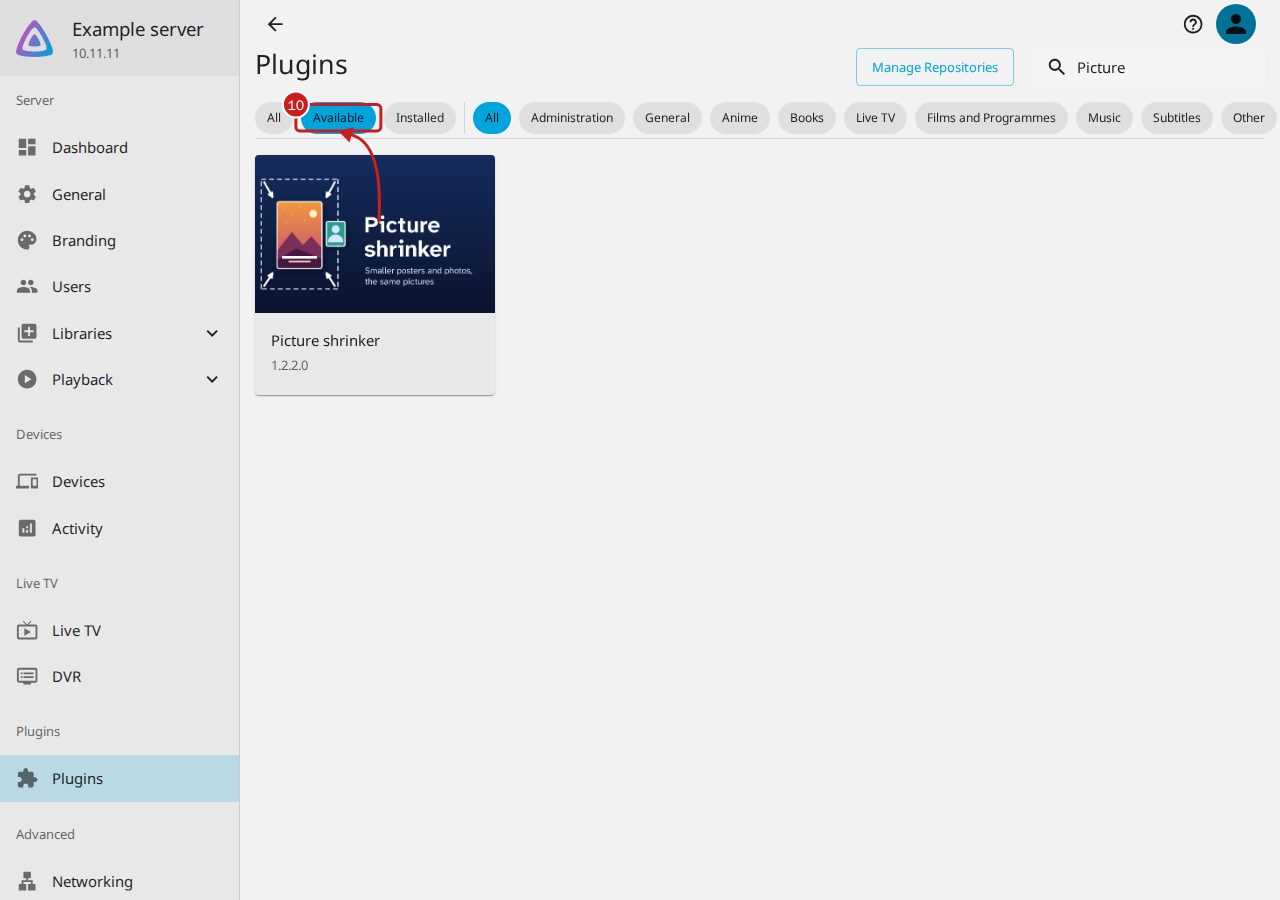 Example server
10.11.11
Server
Dashboard
General
Branding
Users
Libraries
Playback
Devices
Devices
Activity
Live TV
Live TV
DVR
Plugins
Plugins
Advanced
Networking
Plugins
Manage Repositories
Picture
All
10
Available
Installed
All
Administration
General
Anime
Books
Live TV
Films and Programmes
Music
Subtitles
Other
Picture
shrinker
Smaller posters and photos,
the same pictures
Picture shrinker
1.2.2.0